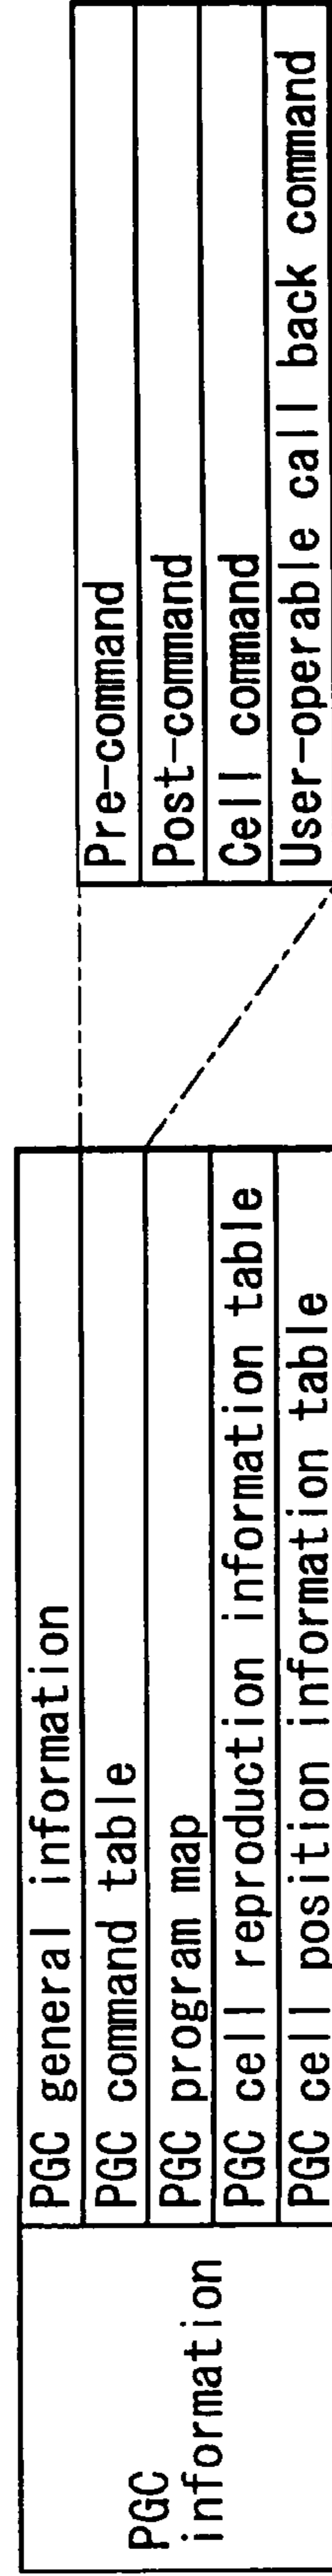 PGC
information
PGC general information
PGC command table
PGC program map
PGC cell reproduction information table
PGC cell position information table
Pre-command
Post-command
Cell command
User-operable call back command